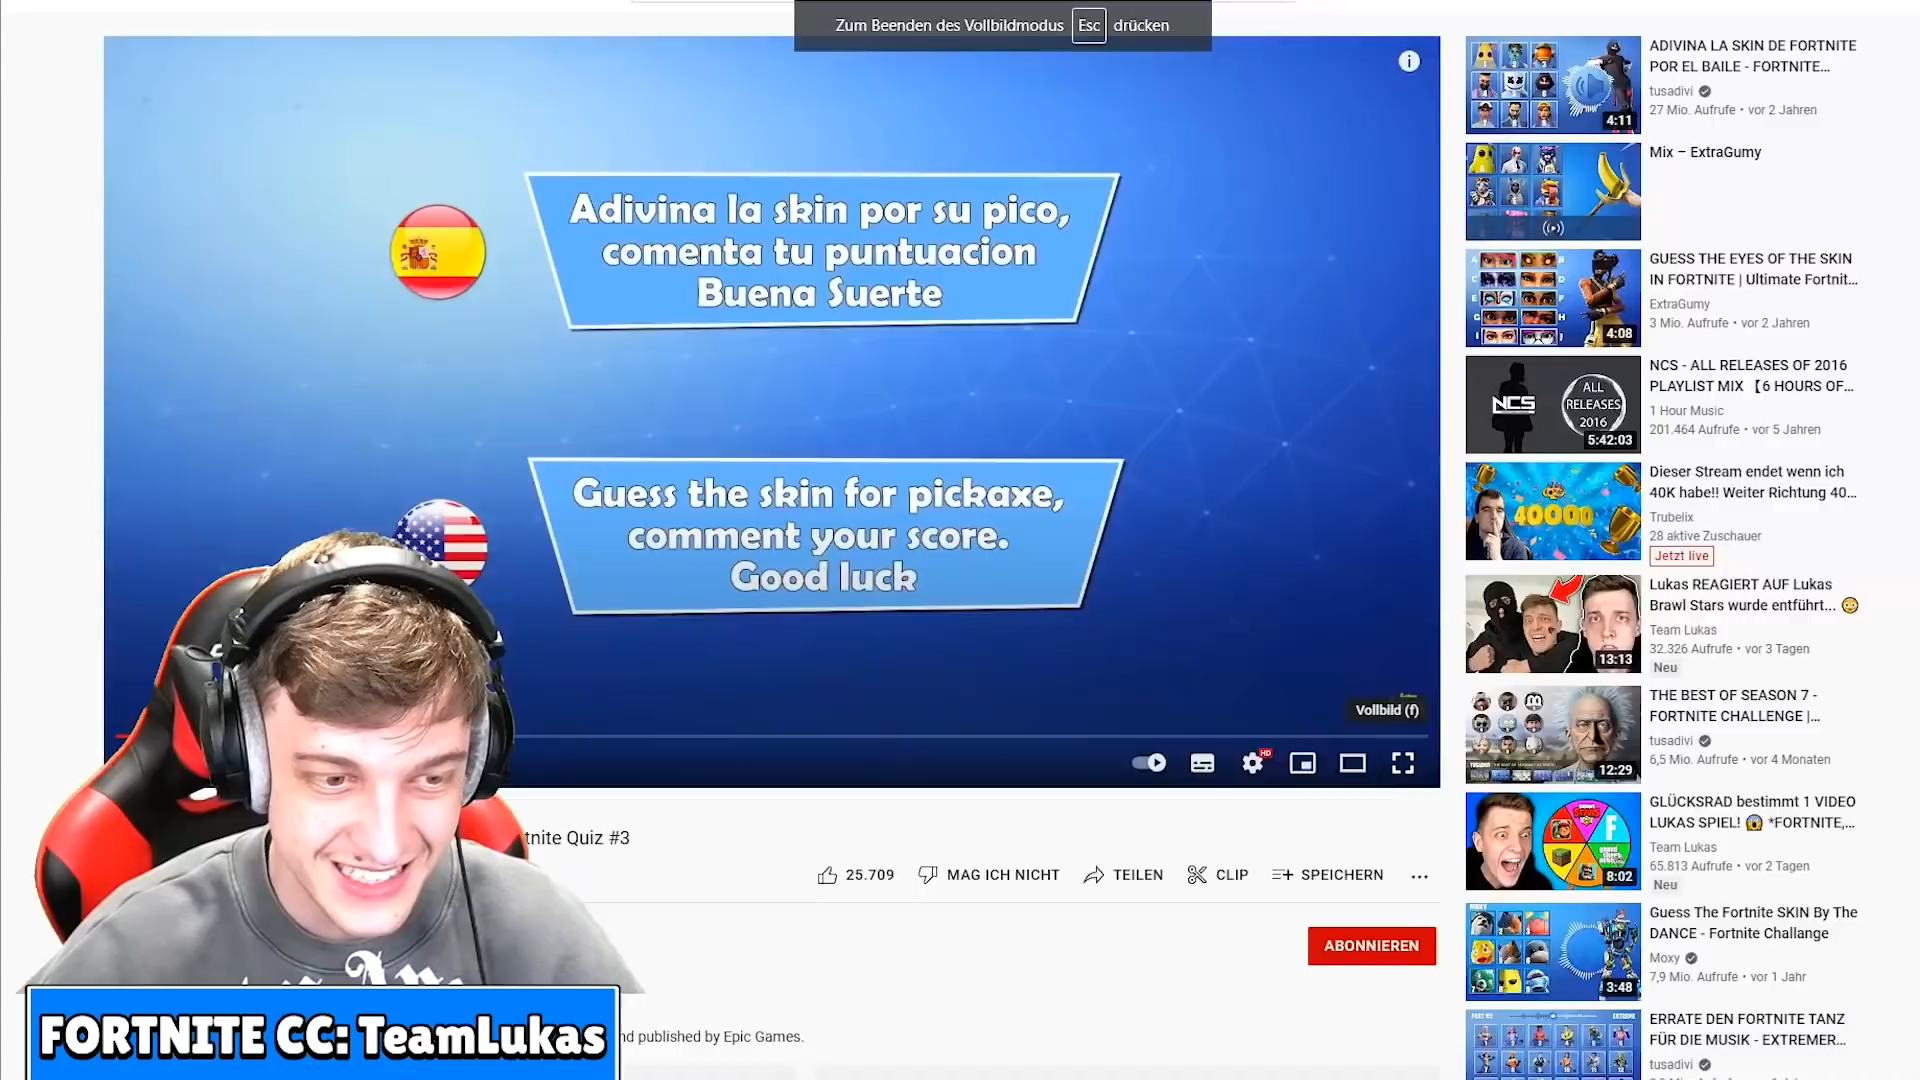 Zum Beenden des Vollbildmodus Esc drücken
Adivina la skin por su pico,
comenta tu puntuacion
Buena Suerte
Guess the skin for pickaxe,
comment your score.
Good luck
Vollbild (f)
HD
tnite Quiz #3
25.709
MAG ICH NICHT
TEILEN
CLIP
SPEICHERN
ABONNIEREN
nd published by Epic Games.
FORTNITE CC: TeamLukas
ADIVINA LA SKIN DE FORTNITE
POR EL BAILE - FORTNITE...
tusadivi
27 Mio. Aufrufe • vor 2 Jahren
4:11
Mix – ExtraGumy
GUESS THE EYES OF THE SKIN
IN FORTNITE | Ultimate Fortnit...
ExtraGumy
3 Mio. Aufrufe • vor 2 Jahren
4:08
NCS - ALL RELEASES OF 2016
PLAYLIST MIX 【6 HOURS OF...
1 Hour Music
201.464 Aufrufe • vor 5 Jahren
NCS
ALL
RELEASES
2016
5:42:03
Dieser Stream endet wenn ich
40K habe!! Weiter Richtung 40...
Trubelix
28 aktive Zuschauer
Jetzt live
40000
Lukas REAGIERT AUF Lukas
Brawl Stars wurde entführt... 😳
Team Lukas
32.326 Aufrufe • vor 3 Tagen
Neu
13:13
THE BEST OF SEASON 7 -
FORTNITE CHALLENGE |...
tusadivi
6,5 Mio. Aufrufe • vor 4 Monaten
12:29
GLÜCKSRAD bestimmt 1 VIDEO
LUKAS SPIEL! 😱 *FORTNITE,...
Team Lukas
65.813 Aufrufe • vor 2 Tagen
Neu
8:02
Guess The Fortnite SKIN By The
DANCE - Fortnite Challange
Moxy
7,9 Mio. Aufrufe • vor 1 Jahr
3:48
ERRATE DEN FORTNITE TANZ
FÜR DIE MUSIK - EXTREMER...
tusadivi